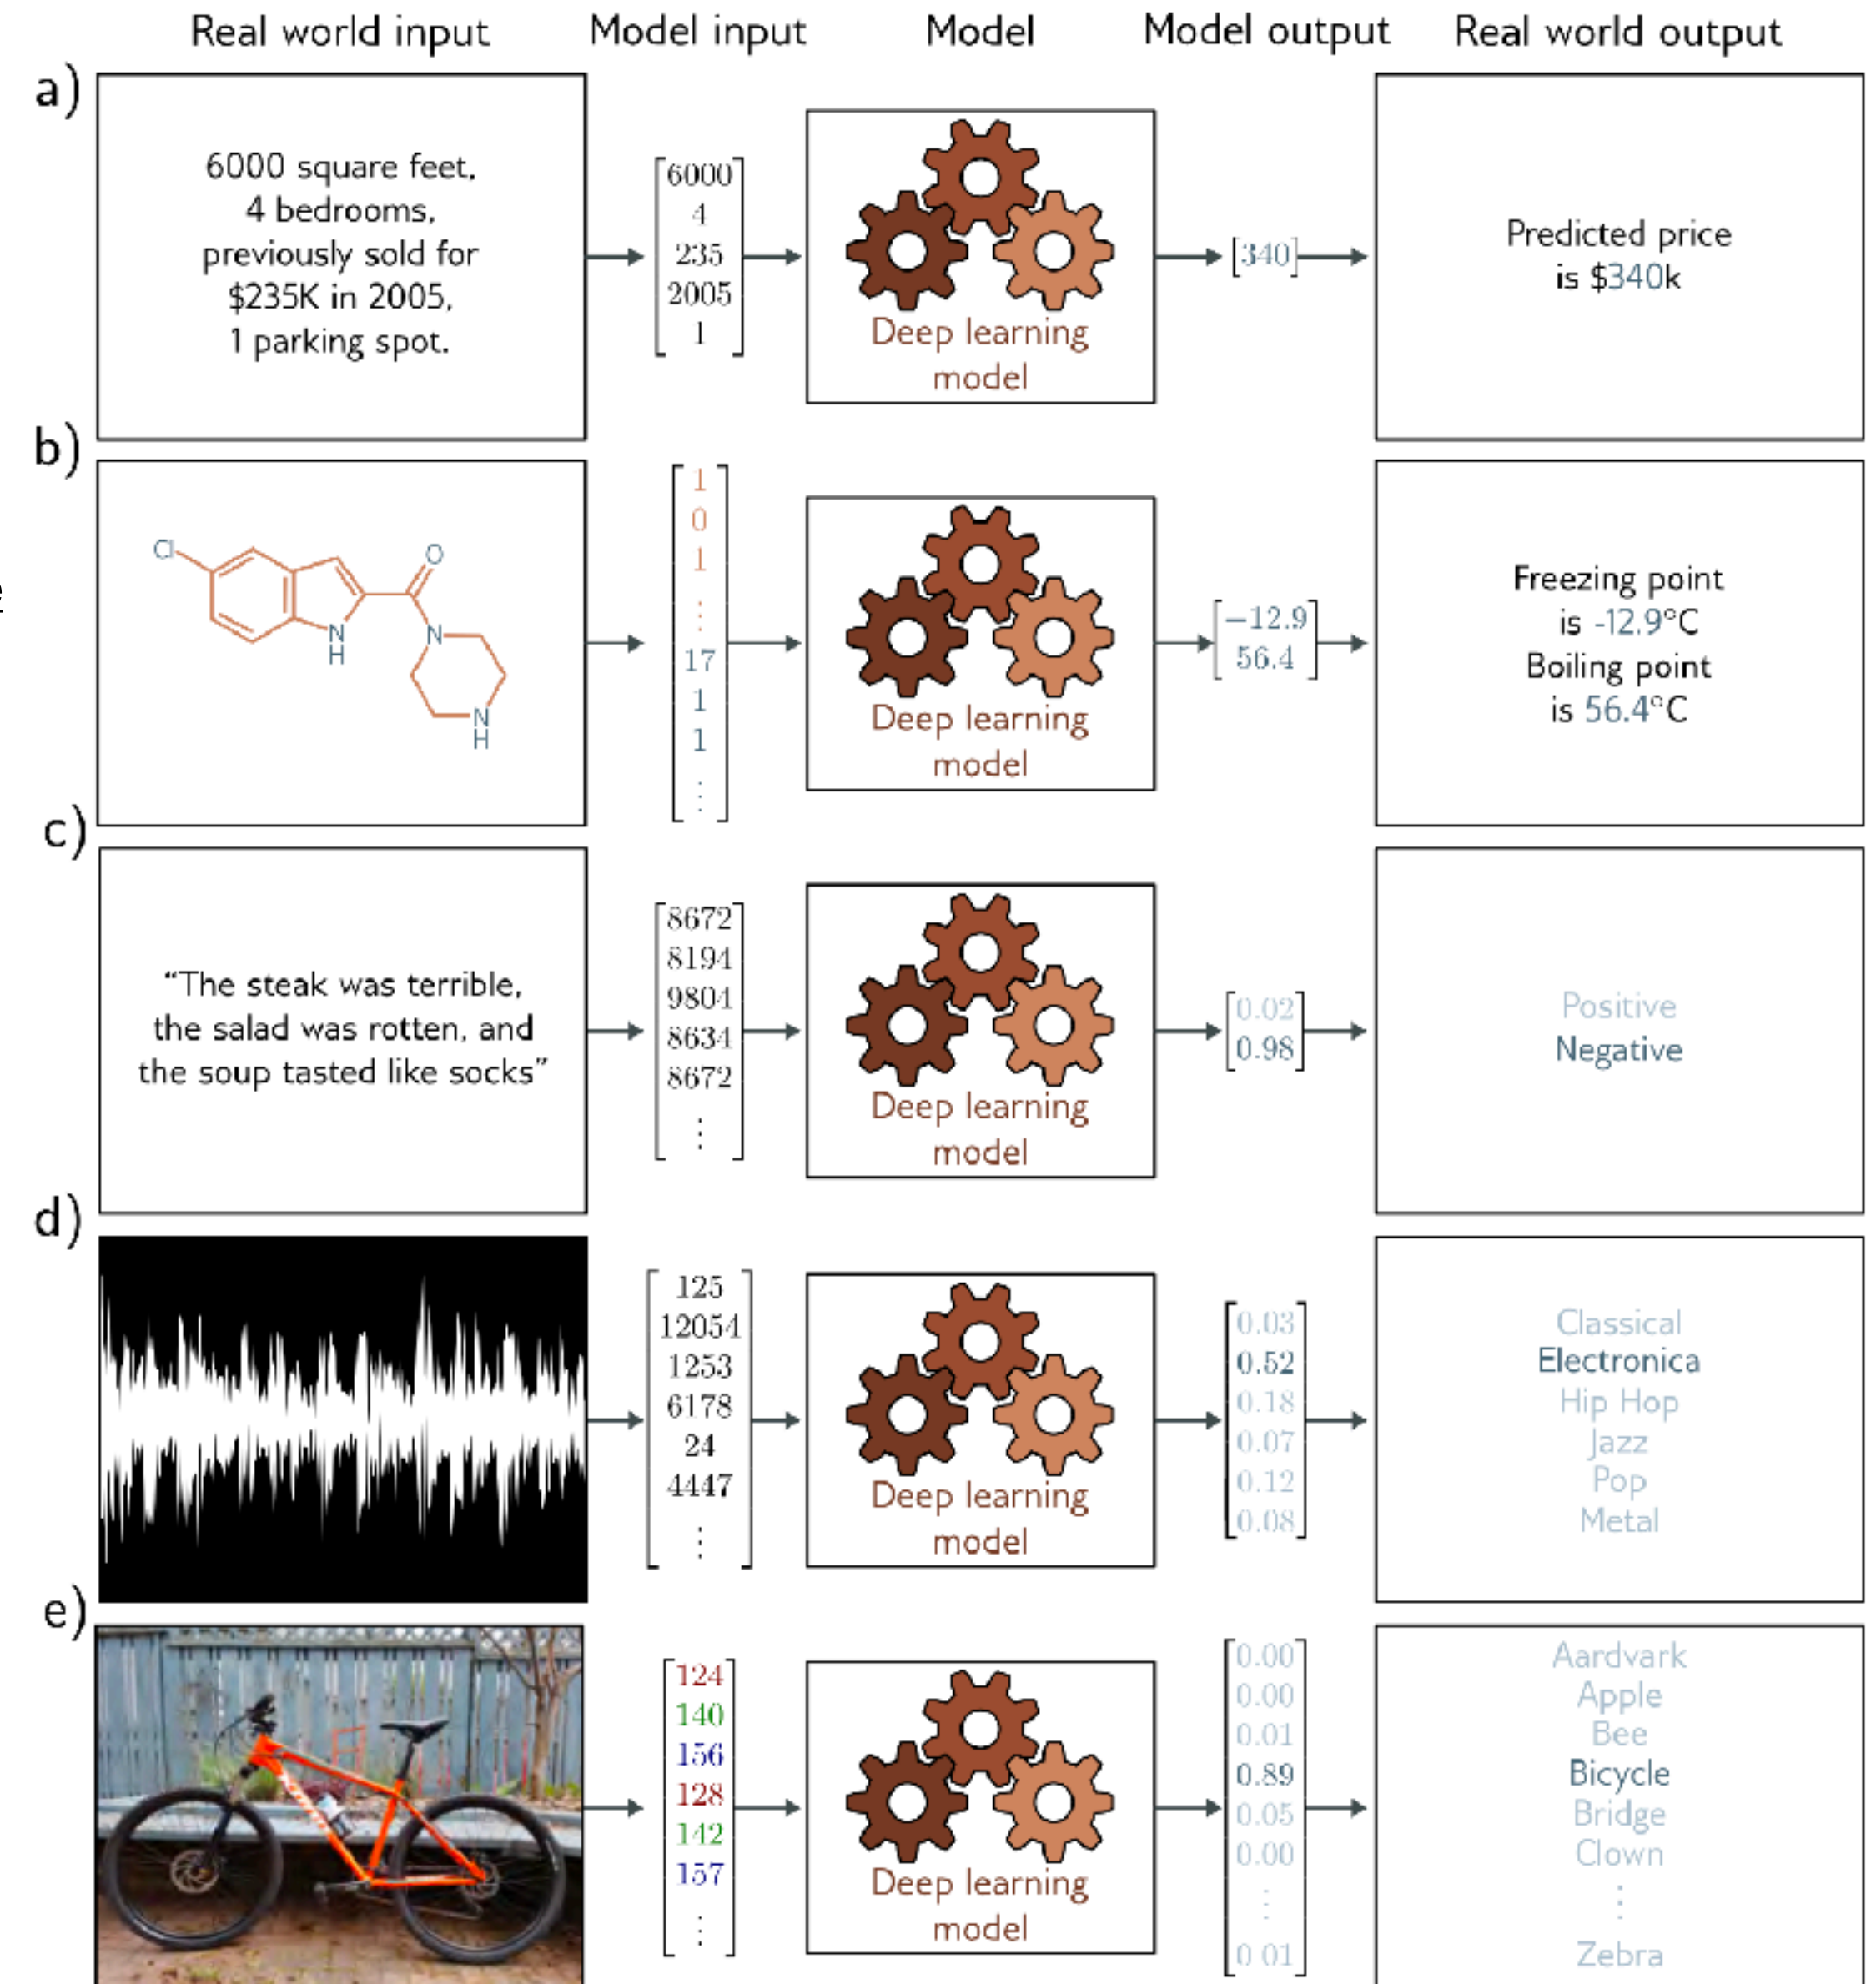 Real world input Model input Model Model output Real world output
a)
6000 square feet,
4 bedrooms,
previously sold for
$235K in 2005,
1 parking spot.
6000
4
235
2005
1
Deep learning
model
340
Predicted price
is $340k
b)
Cl
O
N
H
N
N
H
1
0
1
⋮
17
1
1
⋮
Deep learning
model
−12.9
56.4
Freezing point
is -12.9°C
Boiling point
is 56.4°C
c)
“The steak was terrible,
the salad was rotten, and
the soup tasted like socks”
8672
8194
9804
8634
8672
⋮
Deep learning
model
0.02
0.98
Positive
Negative
d)
125
12054
1253
6178
24
4447
⋮
Deep learning
model
0.03
0.52
0.18
0.07
0.12
0.08
Classical
Electronica
Hip Hop
Jazz
Pop
Metal
e)
124
140
156
128
142
157
⋮
Deep learning
model
0.00
0.00
0.01
0.89
0.05
0.00
⋮
0.01
Aardvark
Apple
Bee
Bicycle
Bridge
Clown
⋮
Zebra